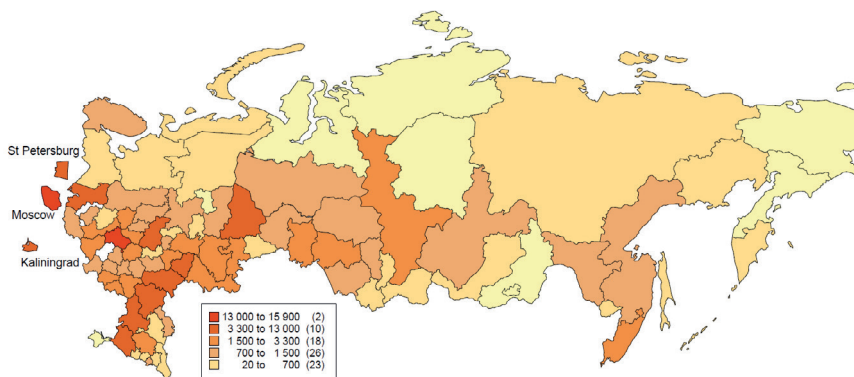 St Petersburg
Moscow
Kaliningrad
13 000 to 15 900 (2)
3 300 to 13 000 (10)
1 500 to 3 300 (18)
700 to 1 500 (26)
20 to 700 (23)